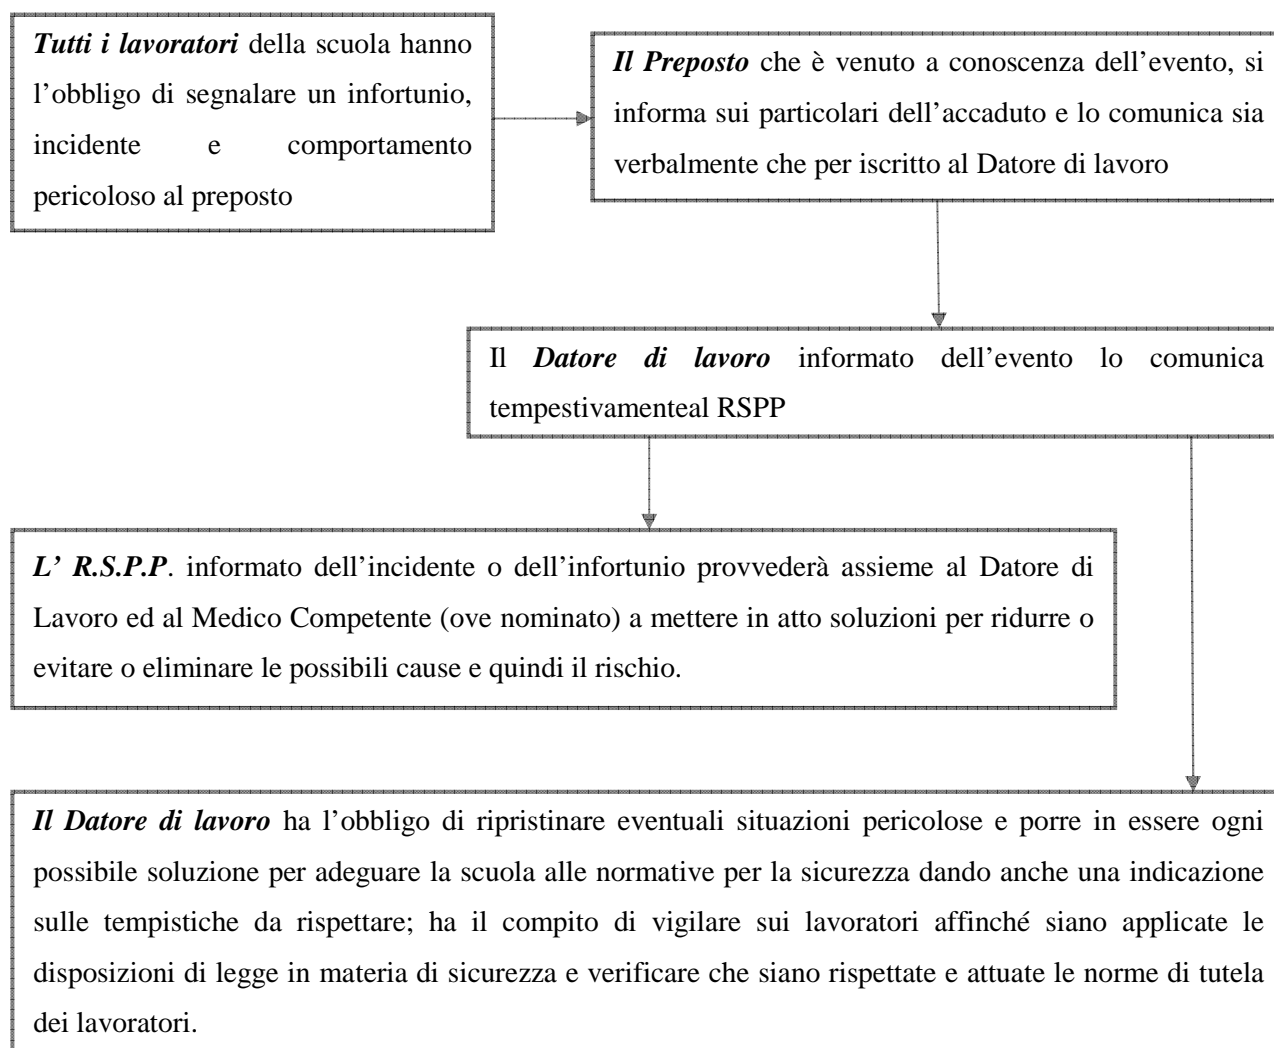 Tutti i lavoratori della scuola hanno
l’obbligo di segnalare un infortunio,
incidente e comportamento
pericoloso al preposto
Il Preposto che è venuto a conoscenza dell’evento, si
informa sui particolari dell’accaduto e lo comunica sia
verbalmente che per iscritto al Datore di lavoro
Il Datore di lavoro informato dell’evento lo comunica
tempestivamenteal RSPP
L’ R.S.P.P. informato dell’incidente o dell’infortunio provvederà assieme al Datore di
Lavoro ed al Medico Competente (ove nominato) a mettere in atto soluzioni per ridurre o
evitare o eliminare le possibili cause e quindi il rischio.
Il Datore di lavoro ha l’obbligo di ripristinare eventuali situazioni pericolose e porre in essere ogni
possibile soluzione per adeguare la scuola alle normative per la sicurezza dando anche una indicazione
sulle tempistiche da rispettare; ha il compito di vigilare sui lavoratori affinché siano applicate le
disposizioni di legge in materia di sicurezza e verificare che siano rispettate e attuate le norme di tutela
dei lavoratori.